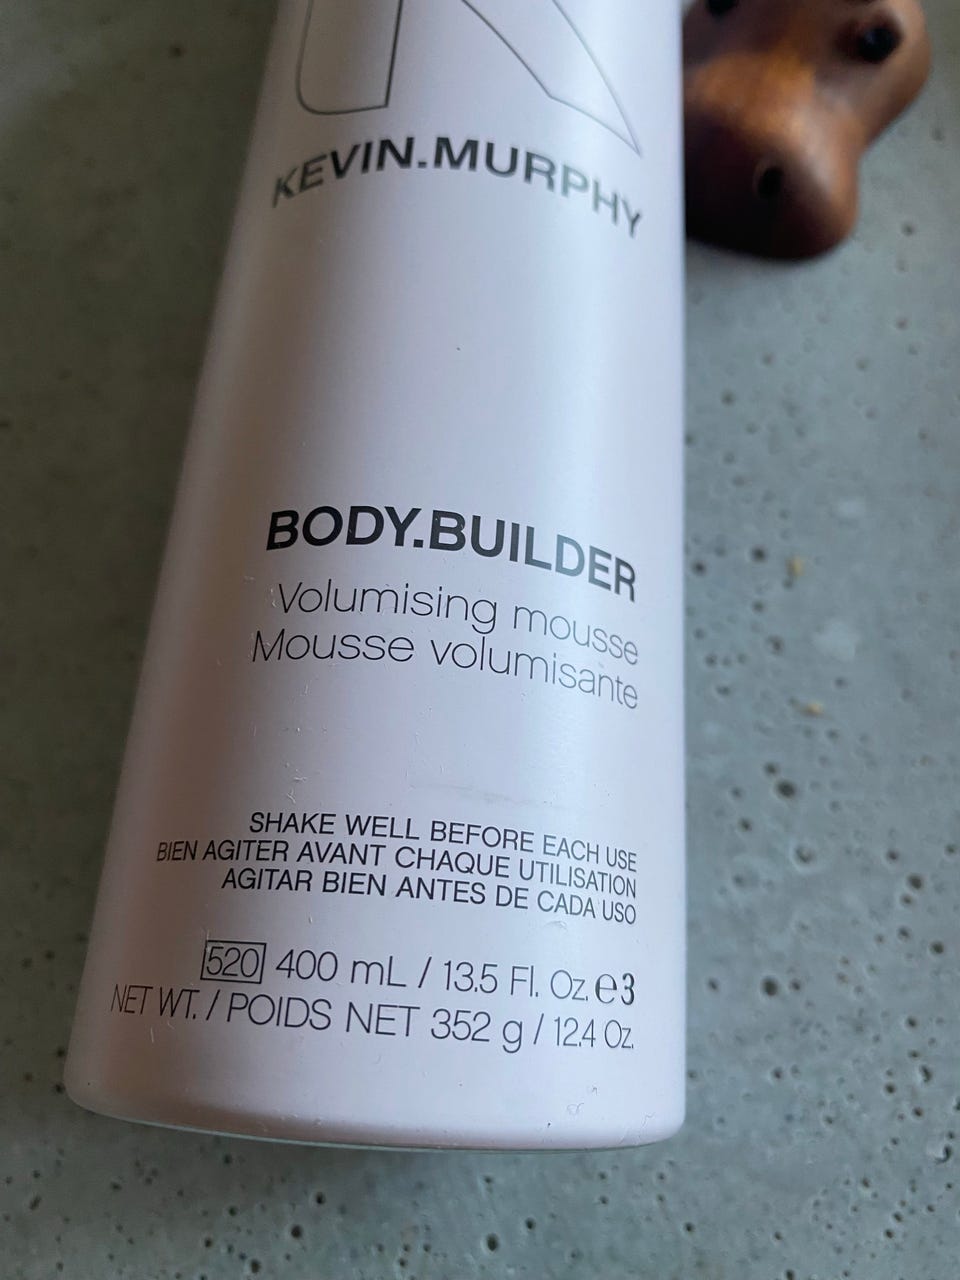 KEVIN.MURPHY
BODY.BUILDER
Volumising mousse
Mousse volumisante
SHAKE WELL BEFORE EACH USE
BIEN AGITER AVANT CHAQUE UTILISATION
AGITAR BIEN ANTES DE CADA USO
520 400 mL / 13.5 Fl. Oz. ℮3
NET WT. / POIDS NET 352 g / 12.4 Oz.